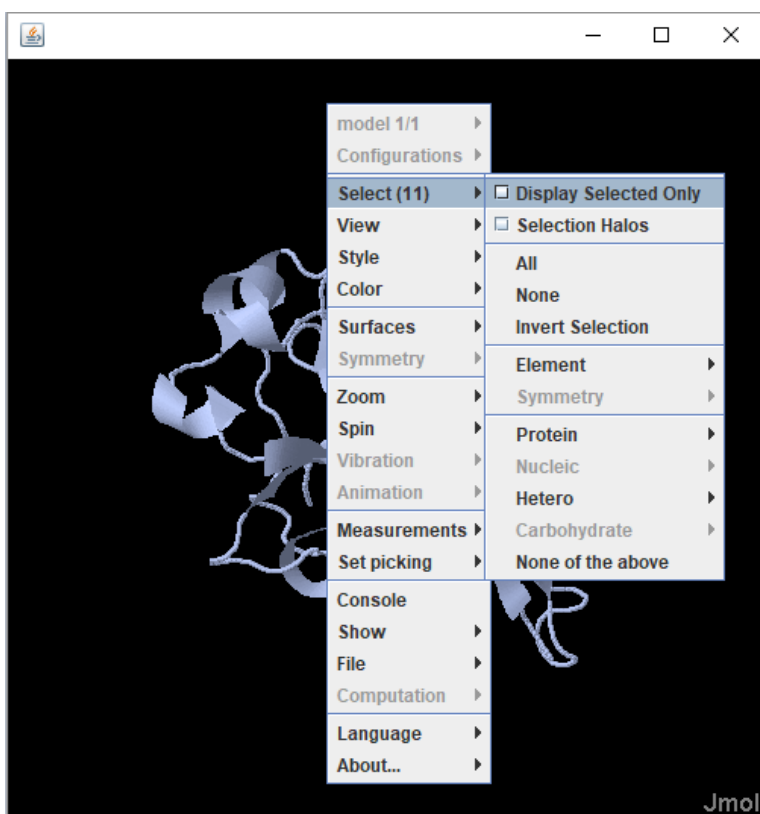 model 1/1
Configurations
Select (11)
View
Style
Color
Surfaces
Symmetry
Zoom
Spin
Vibration
Animation
Measurements
Set picking
Console
Show
File
Computation
Language
About...
Display Selected Only
Selection Halos
All
None
Invert Selection
Element
Symmetry
Protein
Nucleic
Hetero
Carbohydrate
None of the above
Jmol